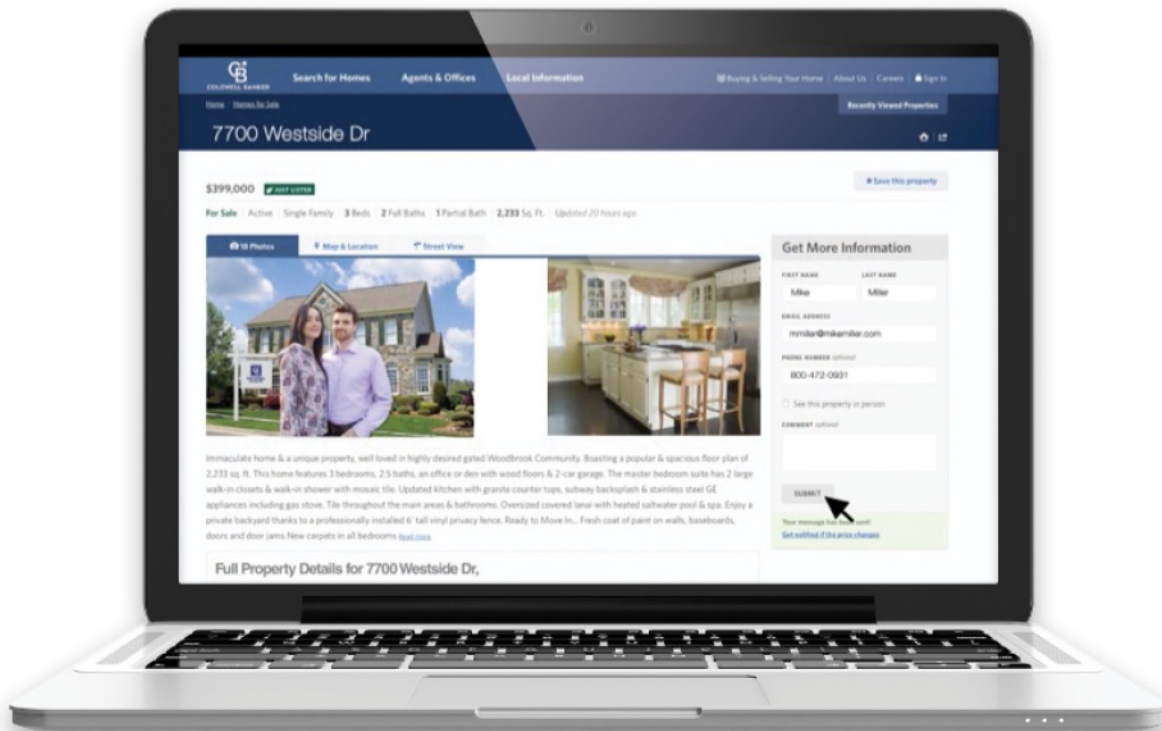 COLDWELL BANKER
Search for Homes Agents & Offices Local Information
Buying & Selling Your Home About Us Careers Sign In
Home Homes for Sale
Recently Viewed Properties
7700 Westside Dr
Save this property
$399,000 JUST LISTED
For Sale Active Single Family 3 Beds 2 Full Baths 1 Partial Bath 2,233 Sq. Ft. Updated 20 hours ago
18 Photos Map & Location Street View
Get More Information
FIRST NAME LAST NAME
Mike Miller
EMAIL ADDRESS
mmiller@mikemiller.com
PHONE NUMBER optional
800-472-0931
See this property in person
COMMENT optional
SUBMIT
Your message has been sent!
Get notified if the price changes
Immaculate home & a unique property, well loved in highly desired gated Woodbrook Community. Boasting a popular & spacious floor plan of
2,233 sq. ft. This home features 3 bedrooms, 2.5 baths, an office or den with wood floors & 2-car garage. The master bedroom suite has 2 large
walk-in closets & walk-in shower with mosaic tile. Updated kitchen with granite counter tops, subway backsplash & stainless steel GE
appliances including gas stove. Tile throughout the main areas & bathrooms. Oversized covered lanai with heated saltwater pool & spa. Enjoy a
private backyard thanks to a professionally installed 6' tall vinyl privacy fence. Ready to Move In... Fresh coat of paint on walls, baseboards,
doors and door jams New carpets in all bedrooms Read more
Full Property Details for 7700 Westside Dr,